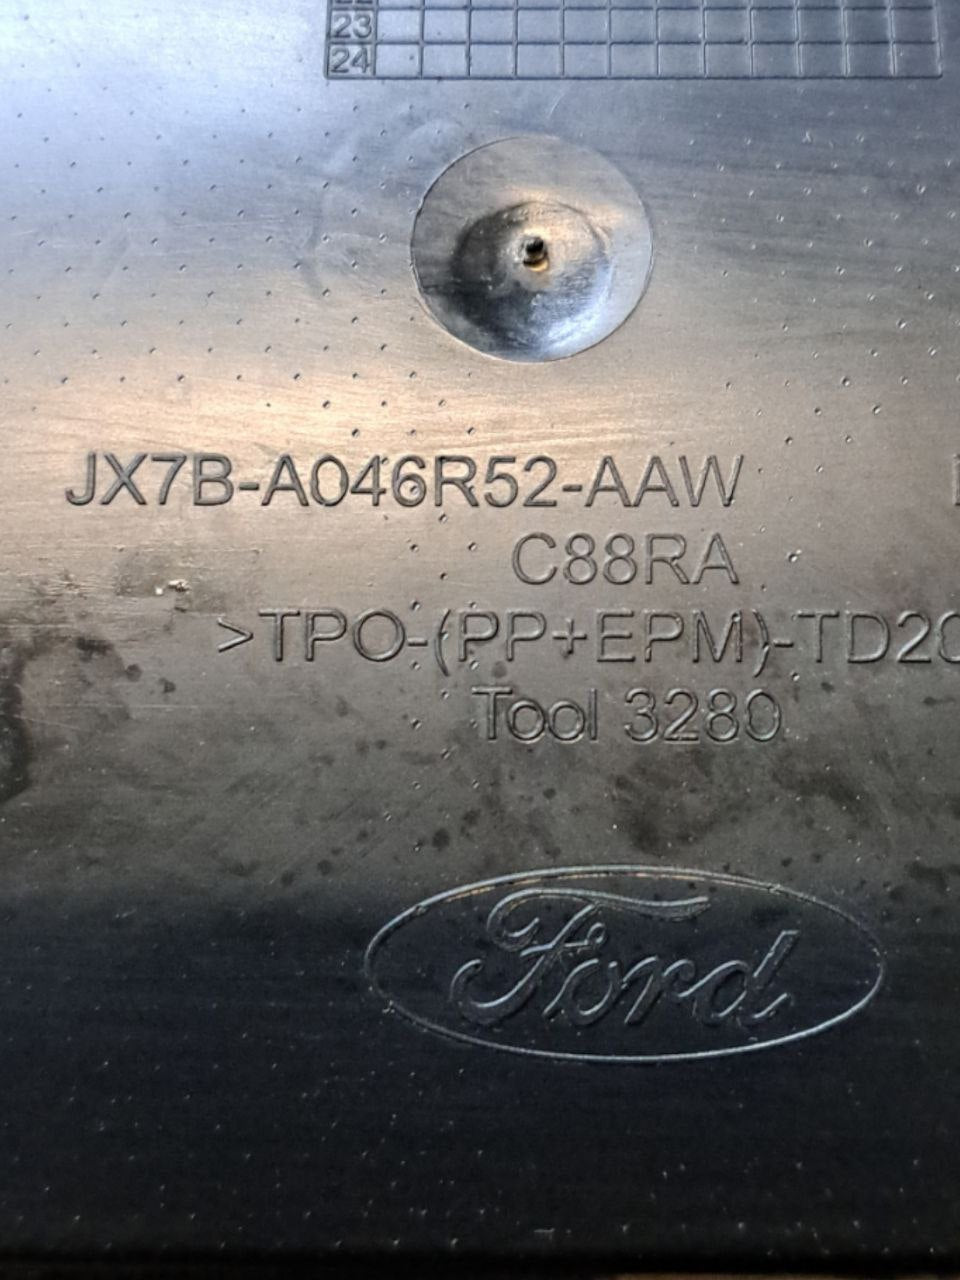 23
24
JX7B-A046R52-AAW
C88RA
>TPO-(PP+EPM)-TD20
Tool 3280
Ford